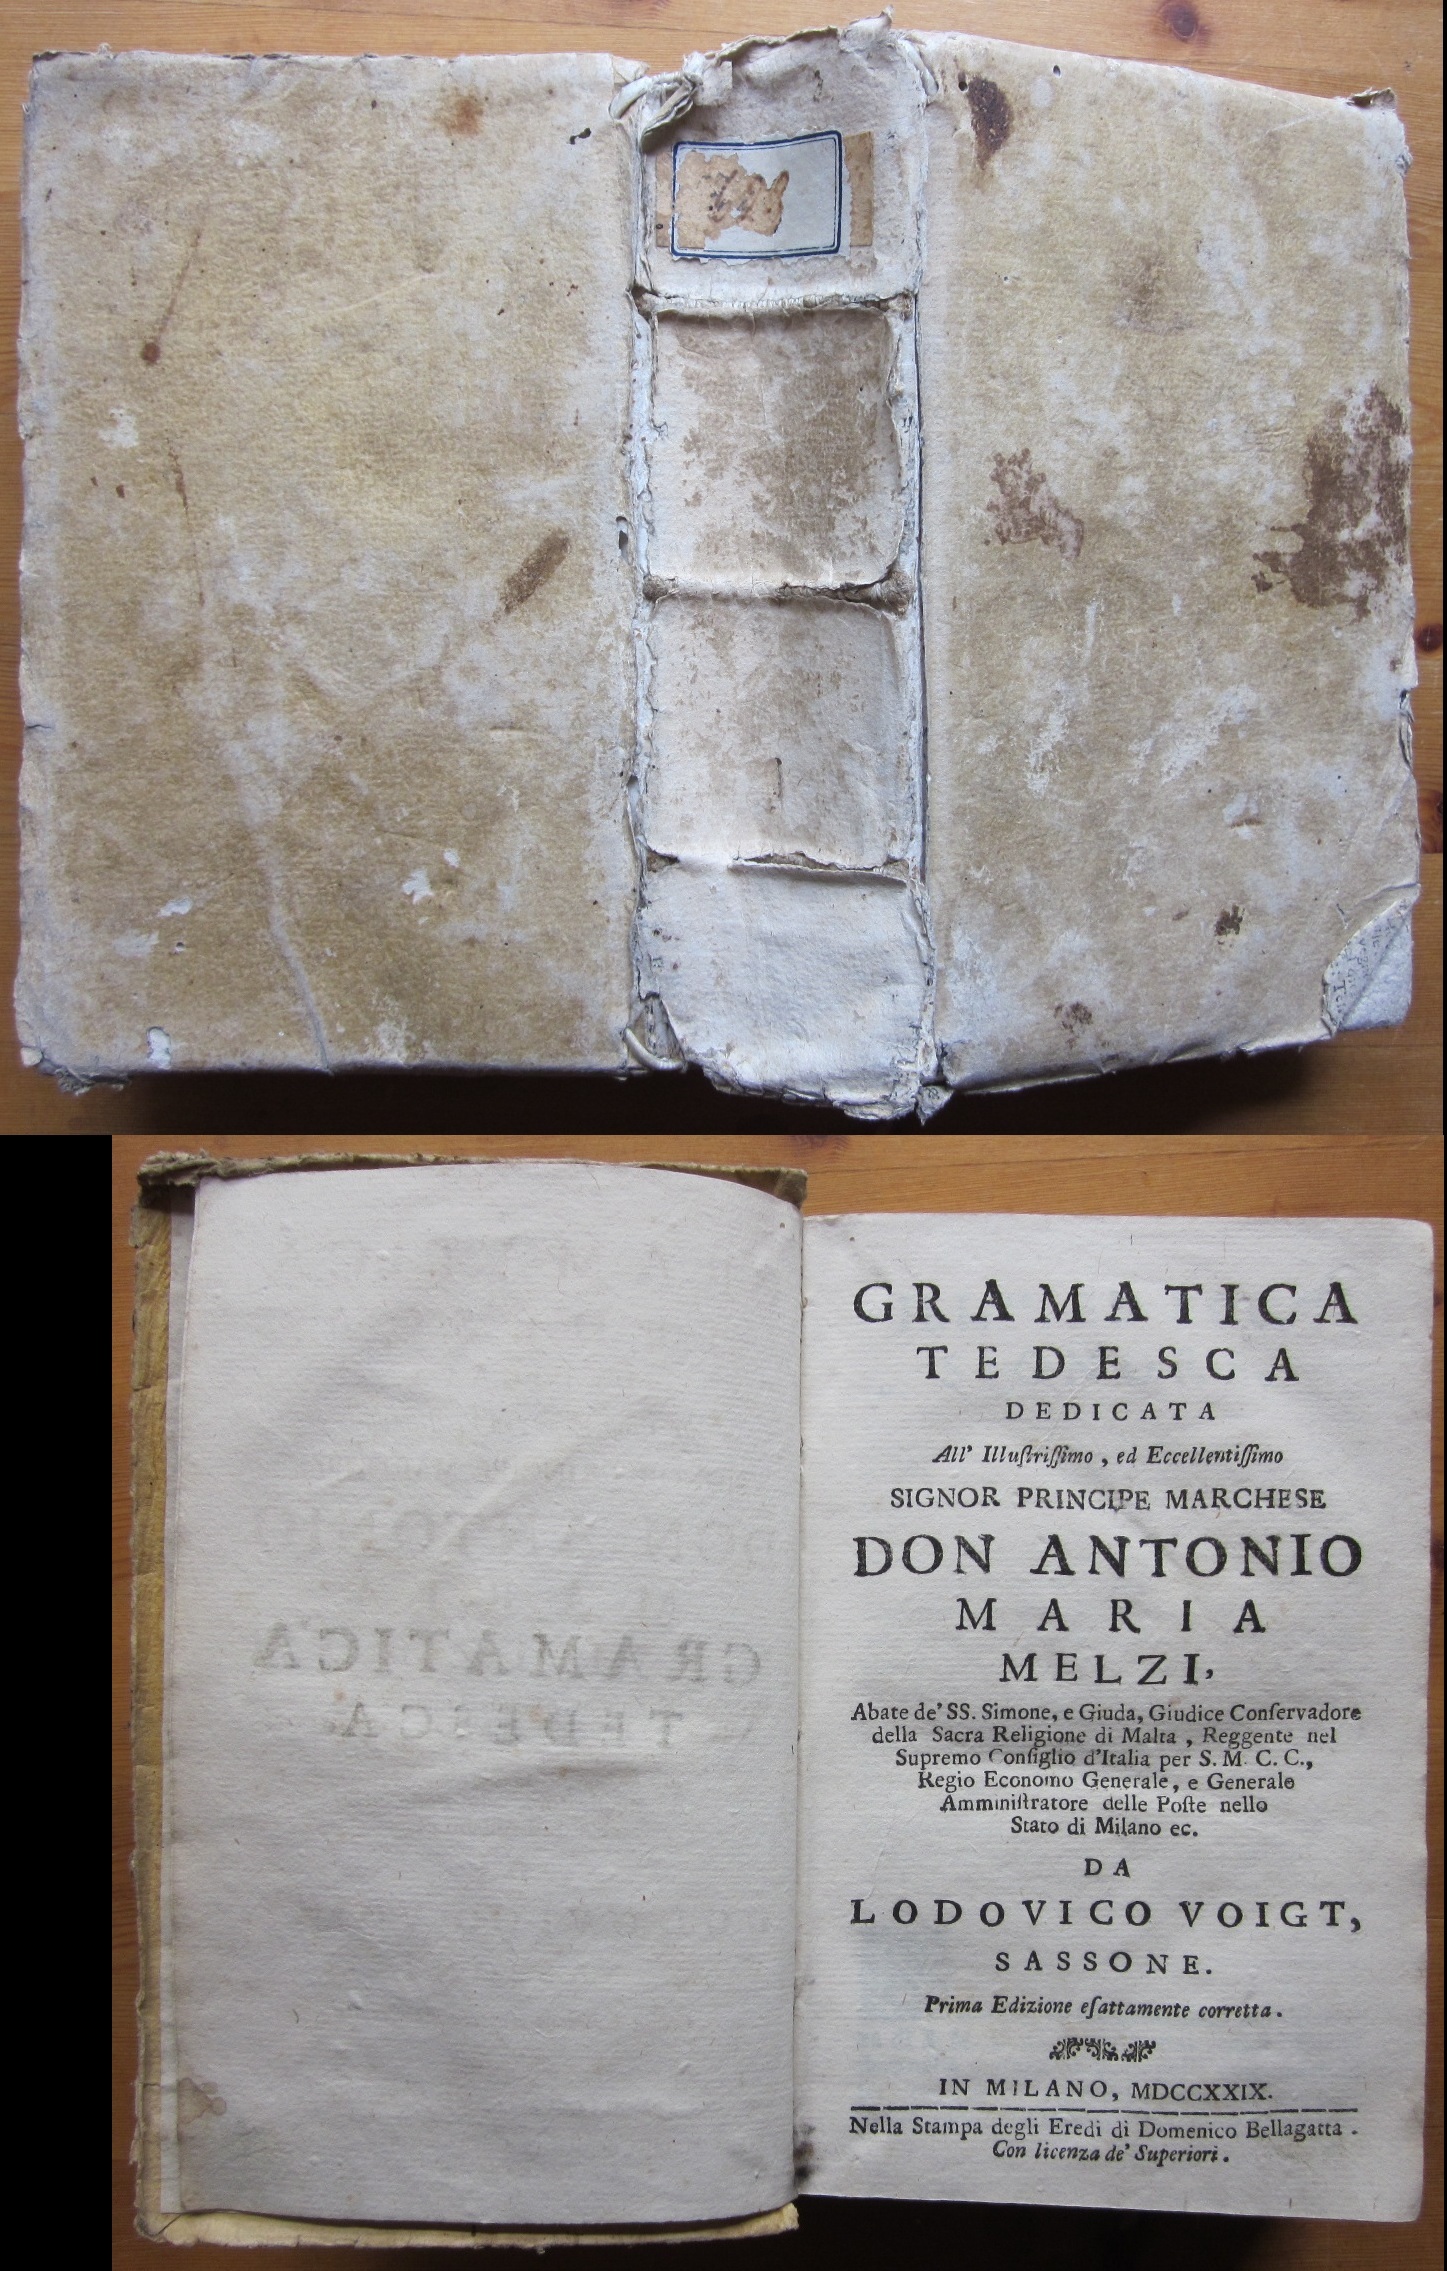 GRAMATICA
TEDESCA
GRAMATICA
TEDESCA
DEDICATA
All' Illuſtriſſimo, ed Eccellentiſſimo
SIGNOR PRINCIPE MARCHESE
DON ANTONIO
MARIA
MELZI,
Abate de' SS. Simone, e Giuda, Giudice Conſervadore
della Sacra Religione di Malta, Reggente nel
Supremo Conſiglio d'Italia per S. M. C. C.,
Regio Economo Generale, e Generale
Amminiſtratore delle Poſte nello
Stato di Milano ec.
DA
LODOVICO VOIGT,
SASSONE.
Prima Edizione eſattamente corretta.
IN MILANO, MDCCXXIX.
Nella Stampa degli Eredi di Domenico Bellagatta.
Con licenza de' Superiori.